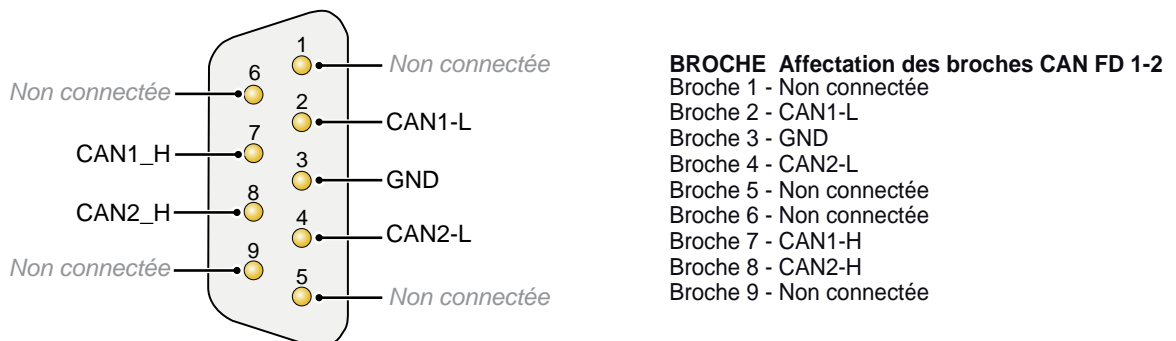 1
Non connectée
6
Non connectée
2
CAN1-L
7
CAN1_H
3
GND
8
CAN2_H
4
CAN2-L
9
Non connectée
5
Non connectée
BROCHE Affectation des broches CAN FD 1-2
Broche 1 - Non connectée
Broche 2 - CAN1-L
Broche 3 - GND
Broche 4 - CAN2-L
Broche 5 - Non connectée
Broche 6 - Non connectée
Broche 7 - CAN1-H
Broche 8 - CAN2-H
Broche 9 - Non connectée